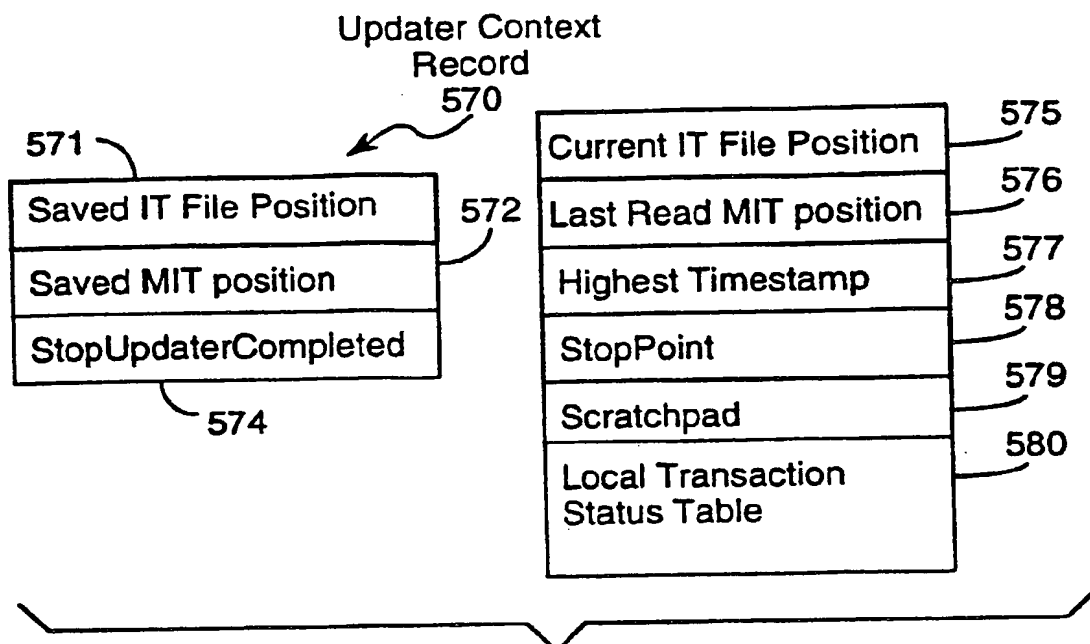 Updater Context
Record
570
571
Saved IT File Position
572
Saved MIT position
StopUpdaterCompleted
574
Current IT File Position
575
Last Read MIT position
576
Highest Timestamp
577
StopPoint
578
Scratchpad
579
Local Transaction
Status Table
580